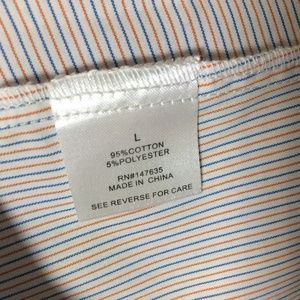 L
95%COTTON
5%POLYESTER
RN#147635
MADE IN CHINA
SEE REVERSE FOR CARE